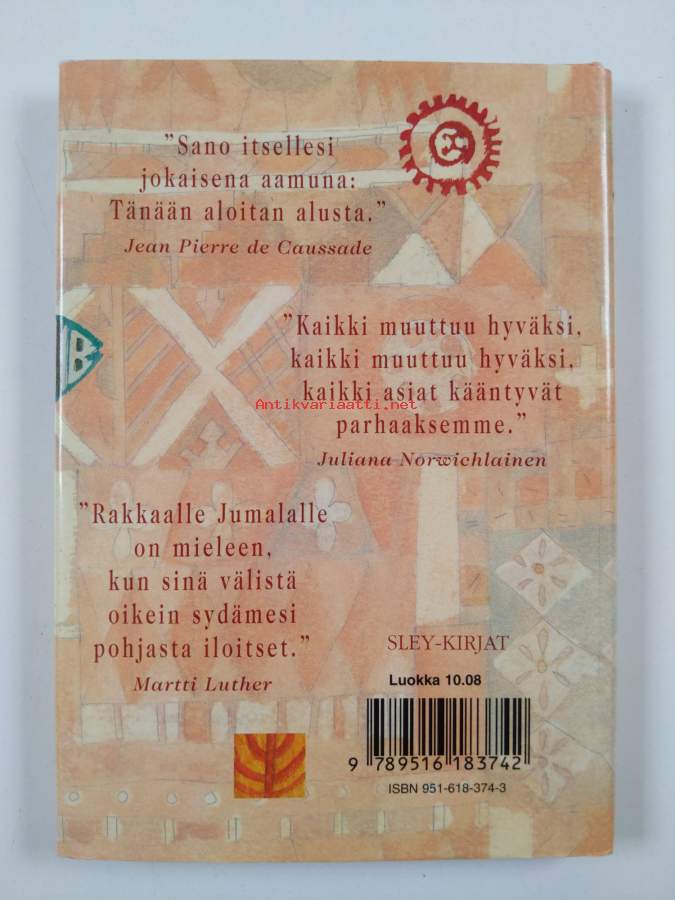 "Sano itsellesi
jokaisena aamuna:
Tänään aloitan alusta."
Jean Pierre de Caussade
"Kaikki muuttuu hyväksi,
kaikki muuttuu hyväksi,
kaikki asiat kääntyvät
Antikvariaatti.net
parhaaksemme."
Juliana Norwichlainen
B
"Rakkaalle Jumalalle
on mieleen,
kun sinä välistä
oikein sydämesi
pohjasta iloitset."
Martti Luther
SLEY-KIRJAT
Luokka 10.08
9 789516 183742
ISBN 951-618-374-3